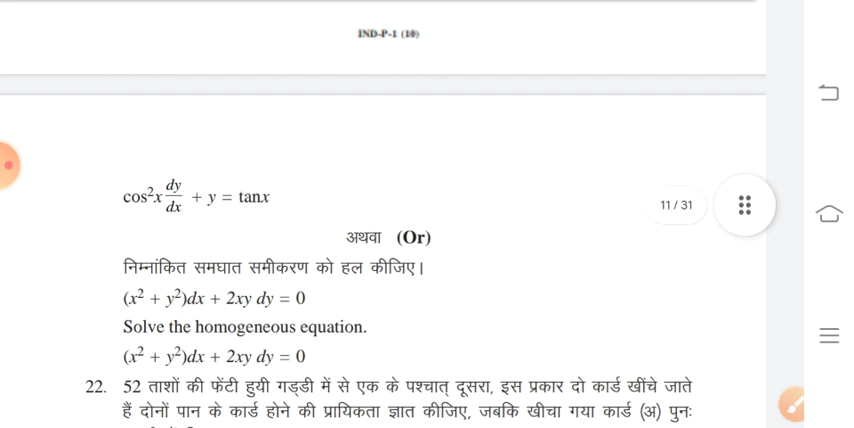 IND-P-1 (10)
cos²x dy/dx + y = tanx
11 / 31
अथवा (Or)
निम्नांकित समघात समीकरण को हल कीजिए।
(x² + y²)dx + 2xy dy = 0
Solve the homogeneous equation.
(x² + y²)dx + 2xy dy = 0
22. 52 ताशों की फेंटी हुयी गड्डी में से एक के पश्चात् दूसरा, इस प्रकार दो कार्ड खींचे जाते
हैं दोनों पान के कार्ड होने की प्रायिकता ज्ञात कीजिए, जबकि खीचा गया कार्ड (अ) पुनः